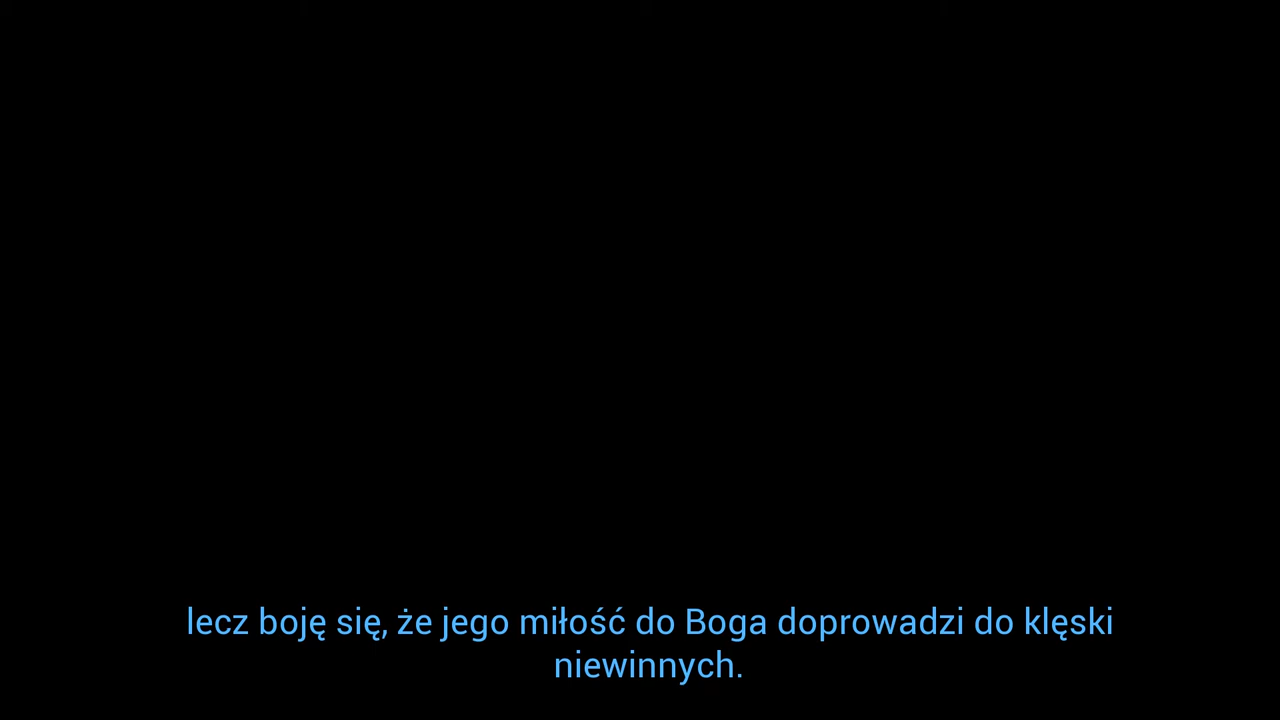 lecz boję się, że jego miłość do Boga doprowadzi do klęski
niewinnych.